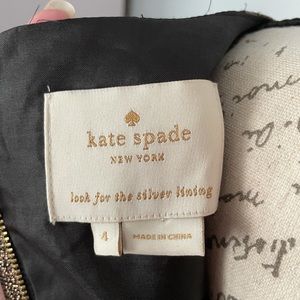 kate spade
NEW YORK
look for the silver lining
4
MADE IN CHINA